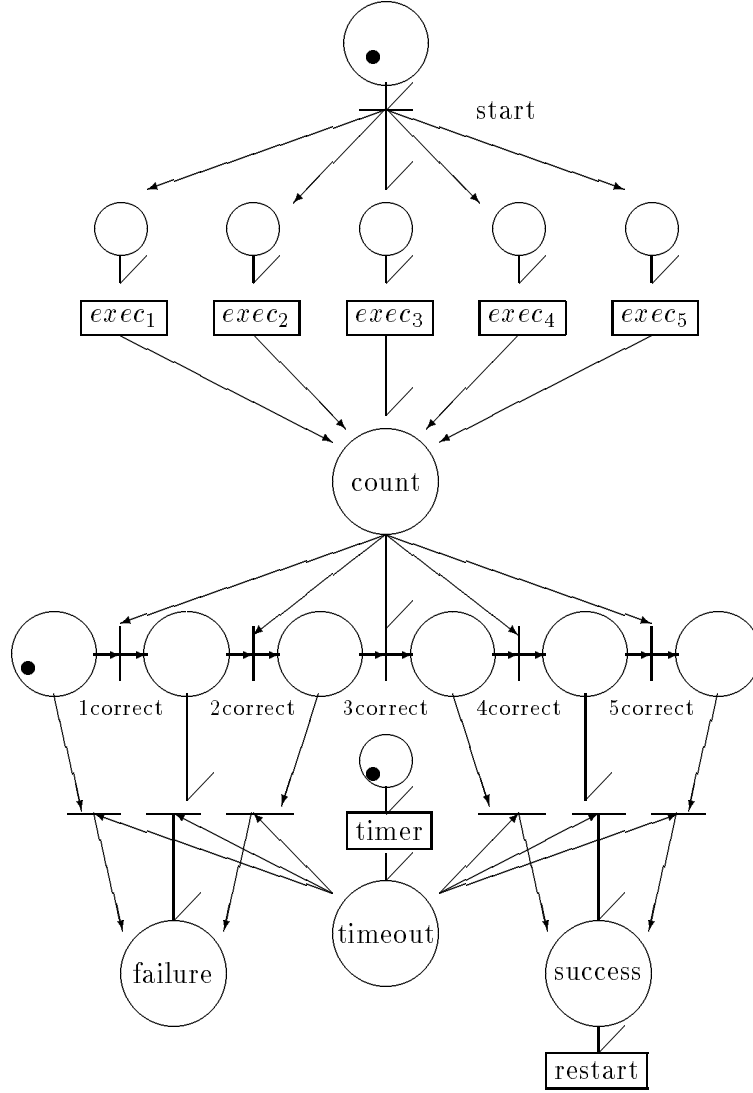 start
exec1 exec2 exec3 exec4 exec5
count
1correct 2correct 3correct 4correct 5correct
timer
timeout
failure
success
restart